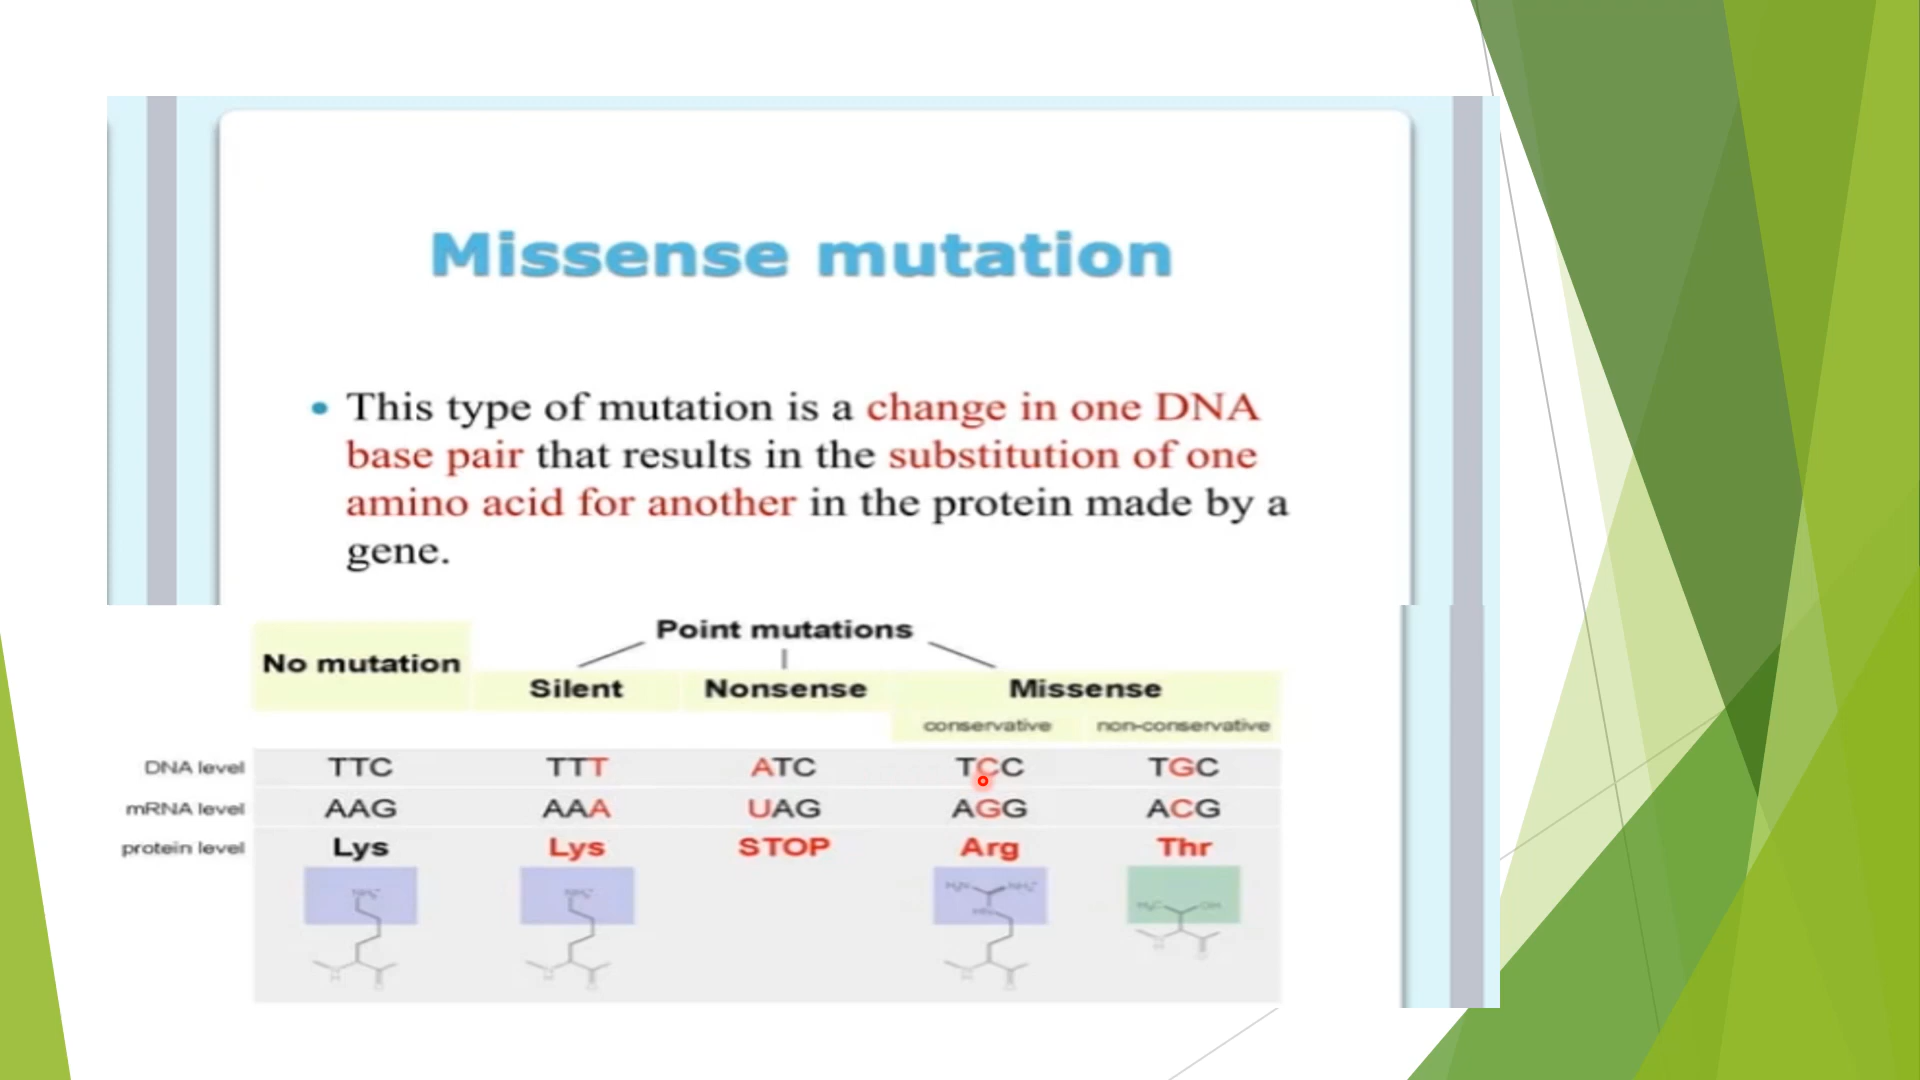 Missense mutation
• This type of mutation is a change in one DNA
base pair that results in the substitution of one
amino acid for another in the protein made by a
gene.
Point mutations
No mutation
Silent Nonsense Missense
conservative non-conservative
DNA level TTC TTT ATC TCC TGC
mRNA level AAG AAA UAG AGG ACG
protein level Lys Lys STOP Arg Thr